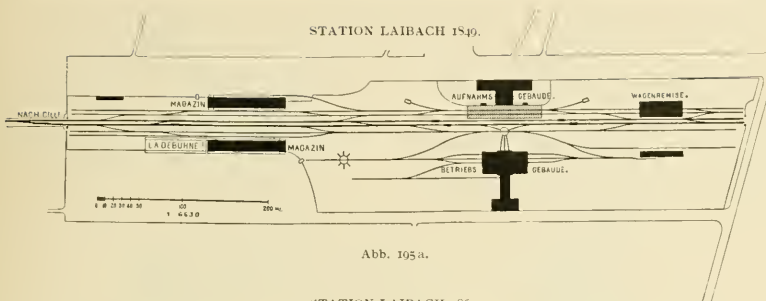 STATION LAIBACH 1849.
AUFNAHMS GEBÄUDE.
WAGENREMISE.
MAGAZIN
NACH CILLI
LADEBÜHNE
MAGAZIN
BETRIEBS GEBÄUDE.
100
200 M.
1:6630
Abb. 195 a.
STATION LAIBACH